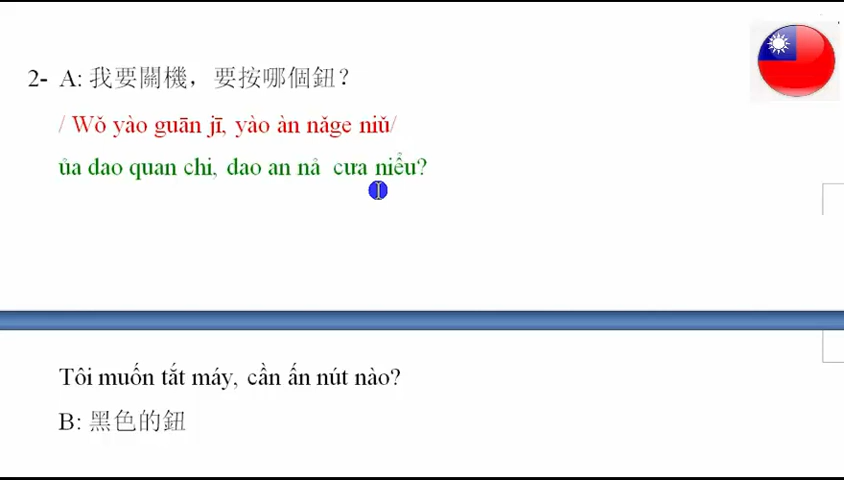 2- A: 我要關機，要按哪個鈕？
/ Wǒ yào guān jī, yào àn nǎge niǔ/
ủa dao quan chi, dao an nả cưa niểu?
Tôi muốn tắt máy, cần ấn nút nào?
B: 黑色的鈕